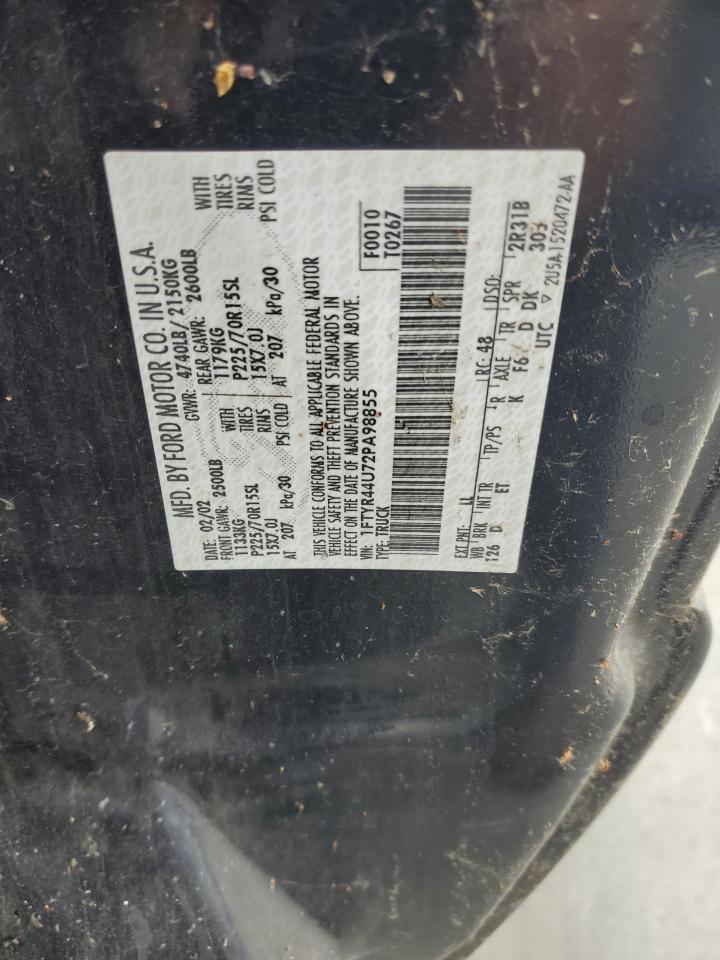 MFD. BY FORD MOTOR CO. IN U.S.A.
DATE: 02/02 GVWR: 4740LB / 2150KG
FRONT GAWR: 2500LB REAR GAWR: 2600LB
1133KG WITH 1179KG WITH
P225/70R15SL TIRES P225/70R15SL TIRES
15X7.0J RIMS 15X7.0J RIMS
AT 207 kPa/30 PSI COLD AT 207 kPa/30 PSI COLD
THIS VEHICLE CONFORMS TO ALL APPLICABLE FEDERAL MOTOR
VEHICLE SAFETY AND THEFT PREVENTION STANDARDS IN
EFFECT ON THE DATE OF MANUFACTURE SHOWN ABOVE.
VIN: 1FTYR44U72PA98855 F0010
TYPE: TRUCK T0267
EXT PNT: LL RC: 48 DSO:
WB BRK INT TR TP/PS R AXLE TR SPR 2R31B
126 D ET K F6 D DK 303
UTC ▽ 2U5A-1520472-AA